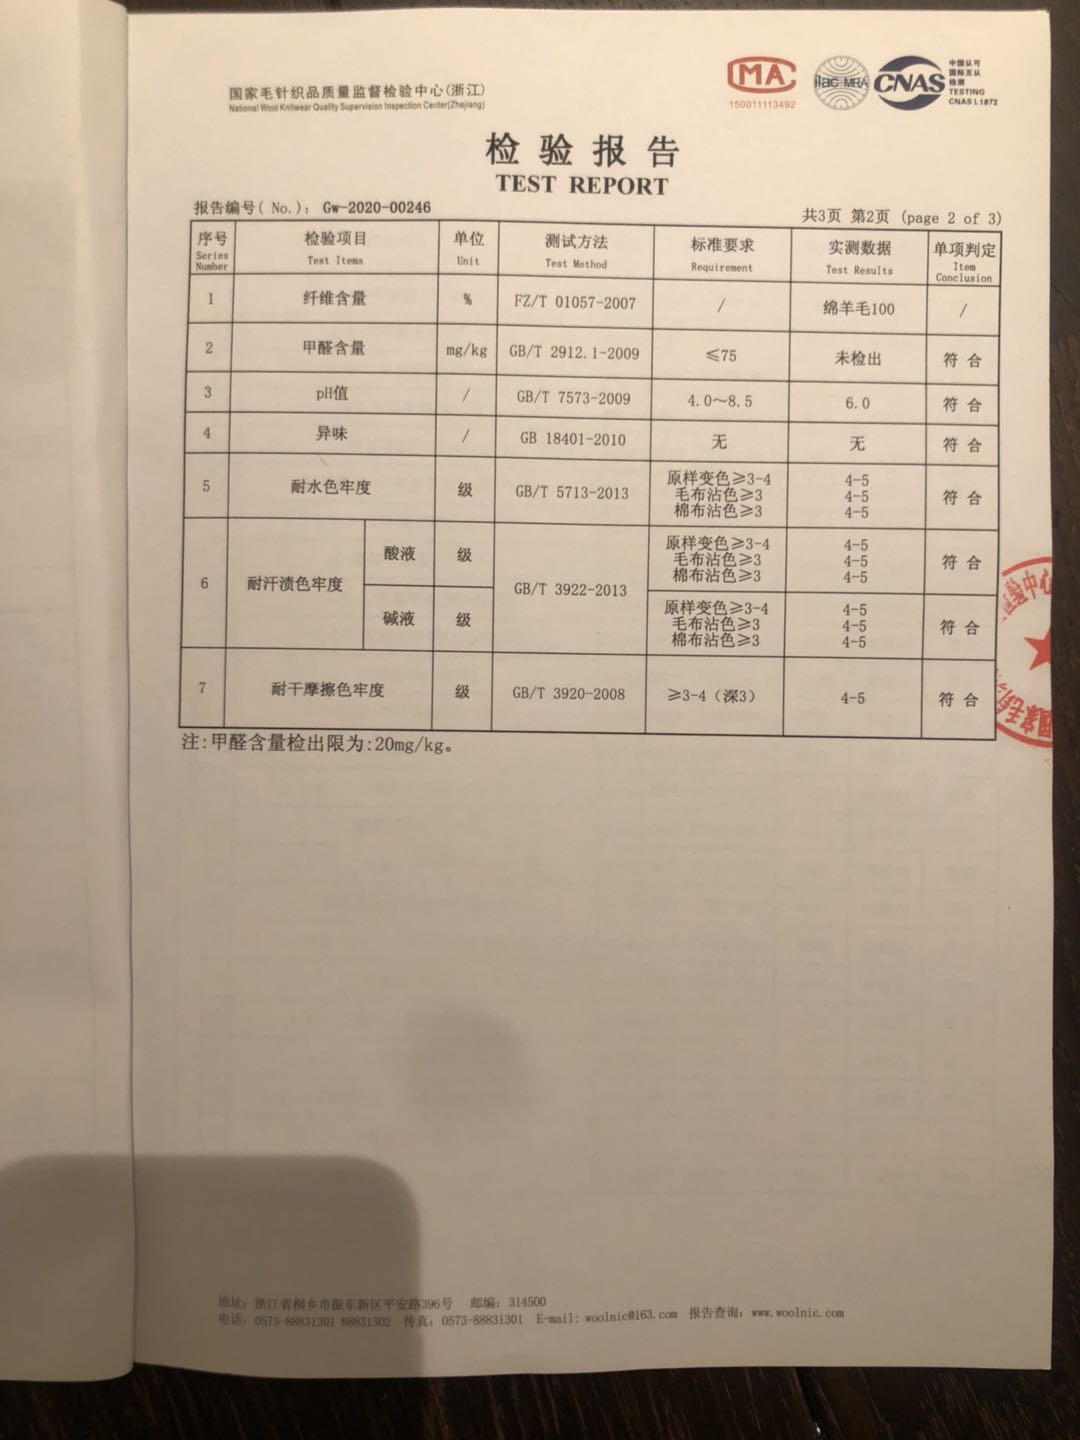 国家毛针织品质量监督检验中心(浙江)
National Wool Knitwear Quality Supervision Inspection Center(Zhejiang)
MA
150011113492
ilac-MRA
CNAS
中国认可
国际互认
检测
TESTING
CNAS L1872
检验报告
TEST REPORT
报告编号( No.): Gw-2020-00246
共3页 第2页 (page 2 of 3)
序号 检验项目 单位 测试方法 标准要求 实测数据 单项判定
Series Number Test Items Unit Test Method Requirement Test Results Item Conclusion
1 纤维含量 % FZ/T 01057-2007 / 绵羊毛100 /
2 甲醛含量 mg/kg GB/T 2912.1-2009 ≤75 未检出 符合
3 pH值 / GB/T 7573-2009 4.0~8.5 6.0 符合
4 异味 / GB 18401-2010 无 无 符合
5 耐水色牢度 级 GB/T 5713-2013 原样变色≥3-4 4-5 符合
毛布沾色≥3 4-5
棉布沾色≥3 4-5
6 耐汗渍色牢度 酸液 级 GB/T 3922-2013 原样变色≥3-4 4-5 符合
毛布沾色≥3 4-5
棉布沾色≥3 4-5
碱液 级 原样变色≥3-4 4-5 符合
毛布沾色≥3 4-5
棉布沾色≥3 4-5
7 耐干摩擦色牢度 级 GB/T 3920-2008 ≥3-4（深3） 4-5 符合
注:甲醛含量检出限为:20mg/kg。
地址: 浙江省桐乡市振东新区平安路396号 邮编: 314500
电话: 0573-88831301 88831302 传真: 0573-88831301 E-mail: woolnic@163.com 报告查询: www.woolnic.com